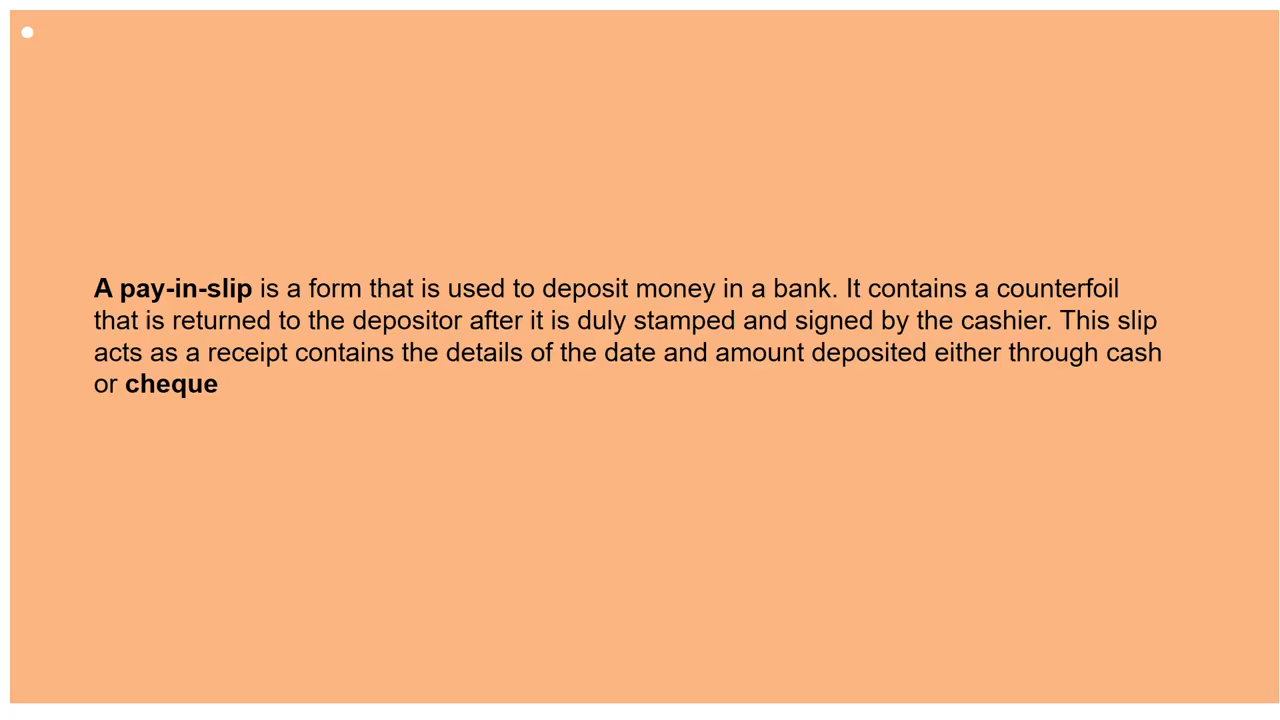 A pay-in-slip is a form that is used to deposit money in a bank. It contains a counterfoil
that is returned to the depositor after it is duly stamped and signed by the cashier. This slip
acts as a receipt contains the details of the date and amount deposited either through cash
or cheque